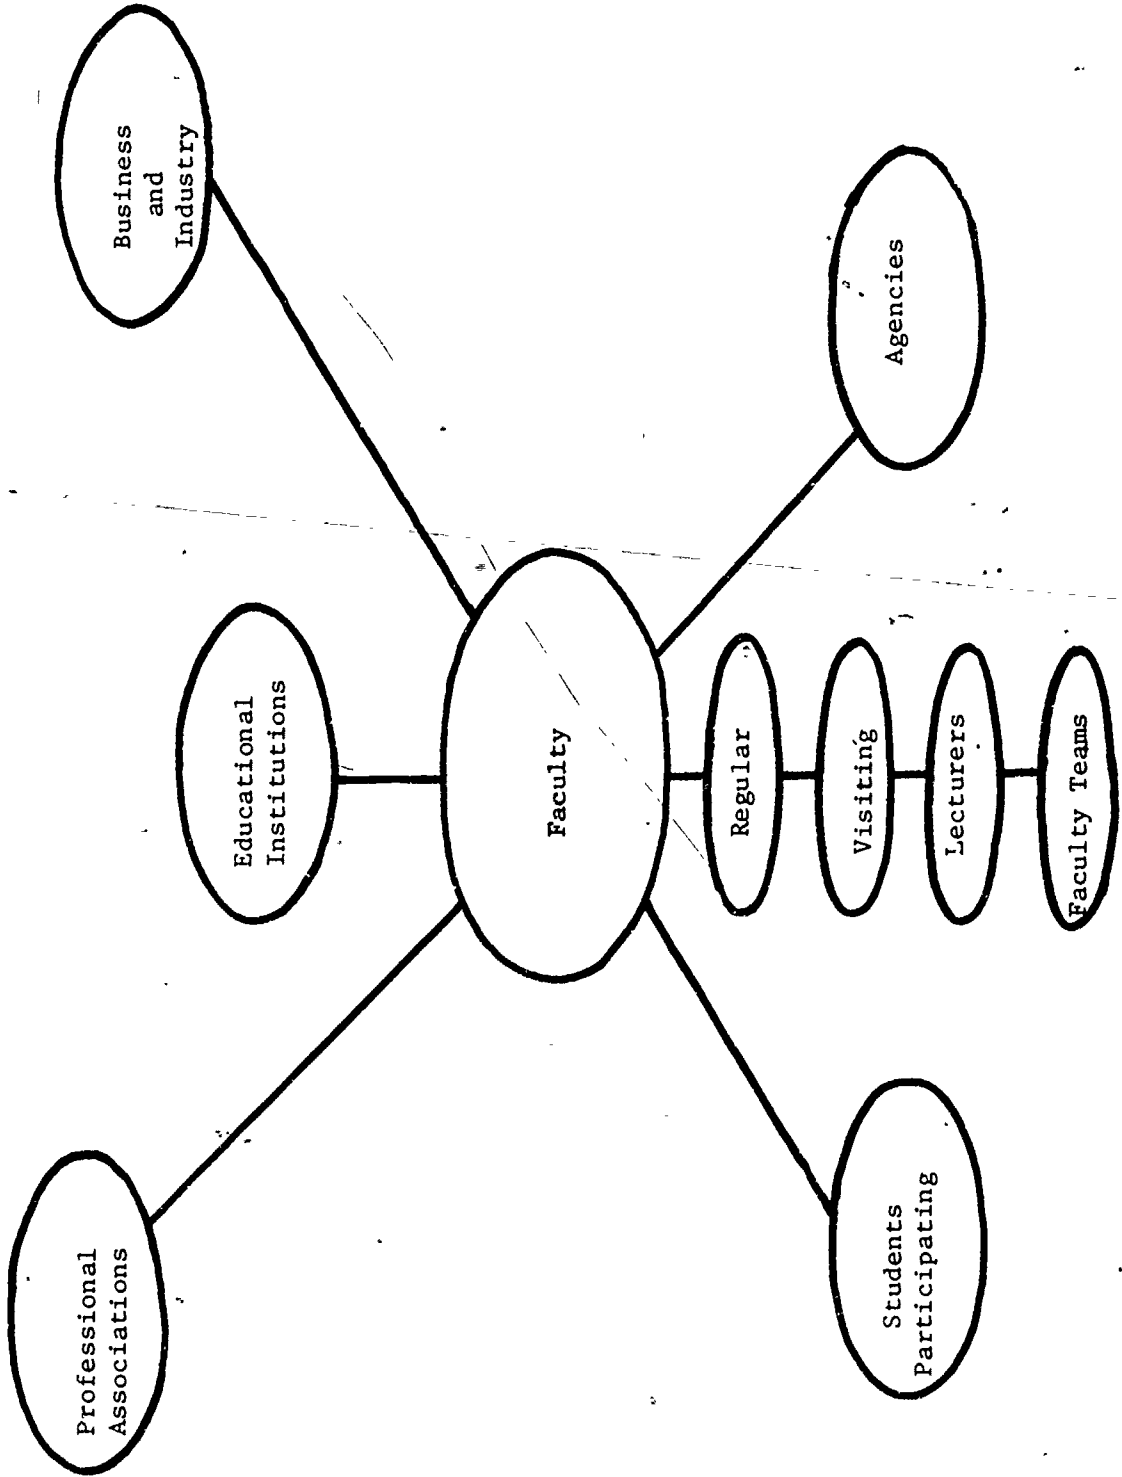 Professional
Associations
Educational
Institutions
Business
and
Industry
Faculty
Regular
Visiting
Lecturers
Faculty Teams
Students
Participating
Agencies